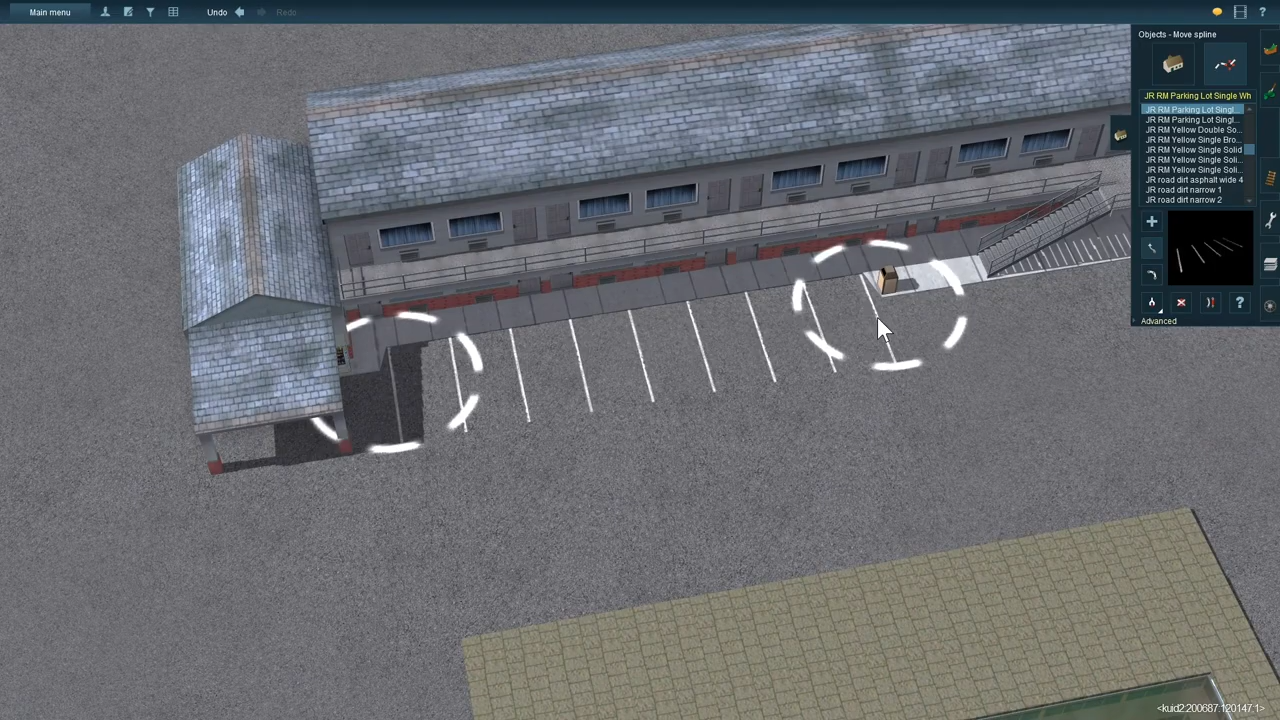 Main menu
Undo
Redo
?
Objects - Move spline
JR RM Parking Lot Single Wh
JR RM Parking Lot Singl...
JR RM Parking Lot Singl...
JR RM Yellow Double So...
JR RM Yellow Single Bro...
JR RM Yellow Single Solid
JR RM Yellow Single Soli...
JR RM Yellow Single Soli...
JR road dirt asphalt wide 4
JR road dirt narrow 1
JR road dirt narrow 2
?
Advanced
<kuid2:200687:120147:1>